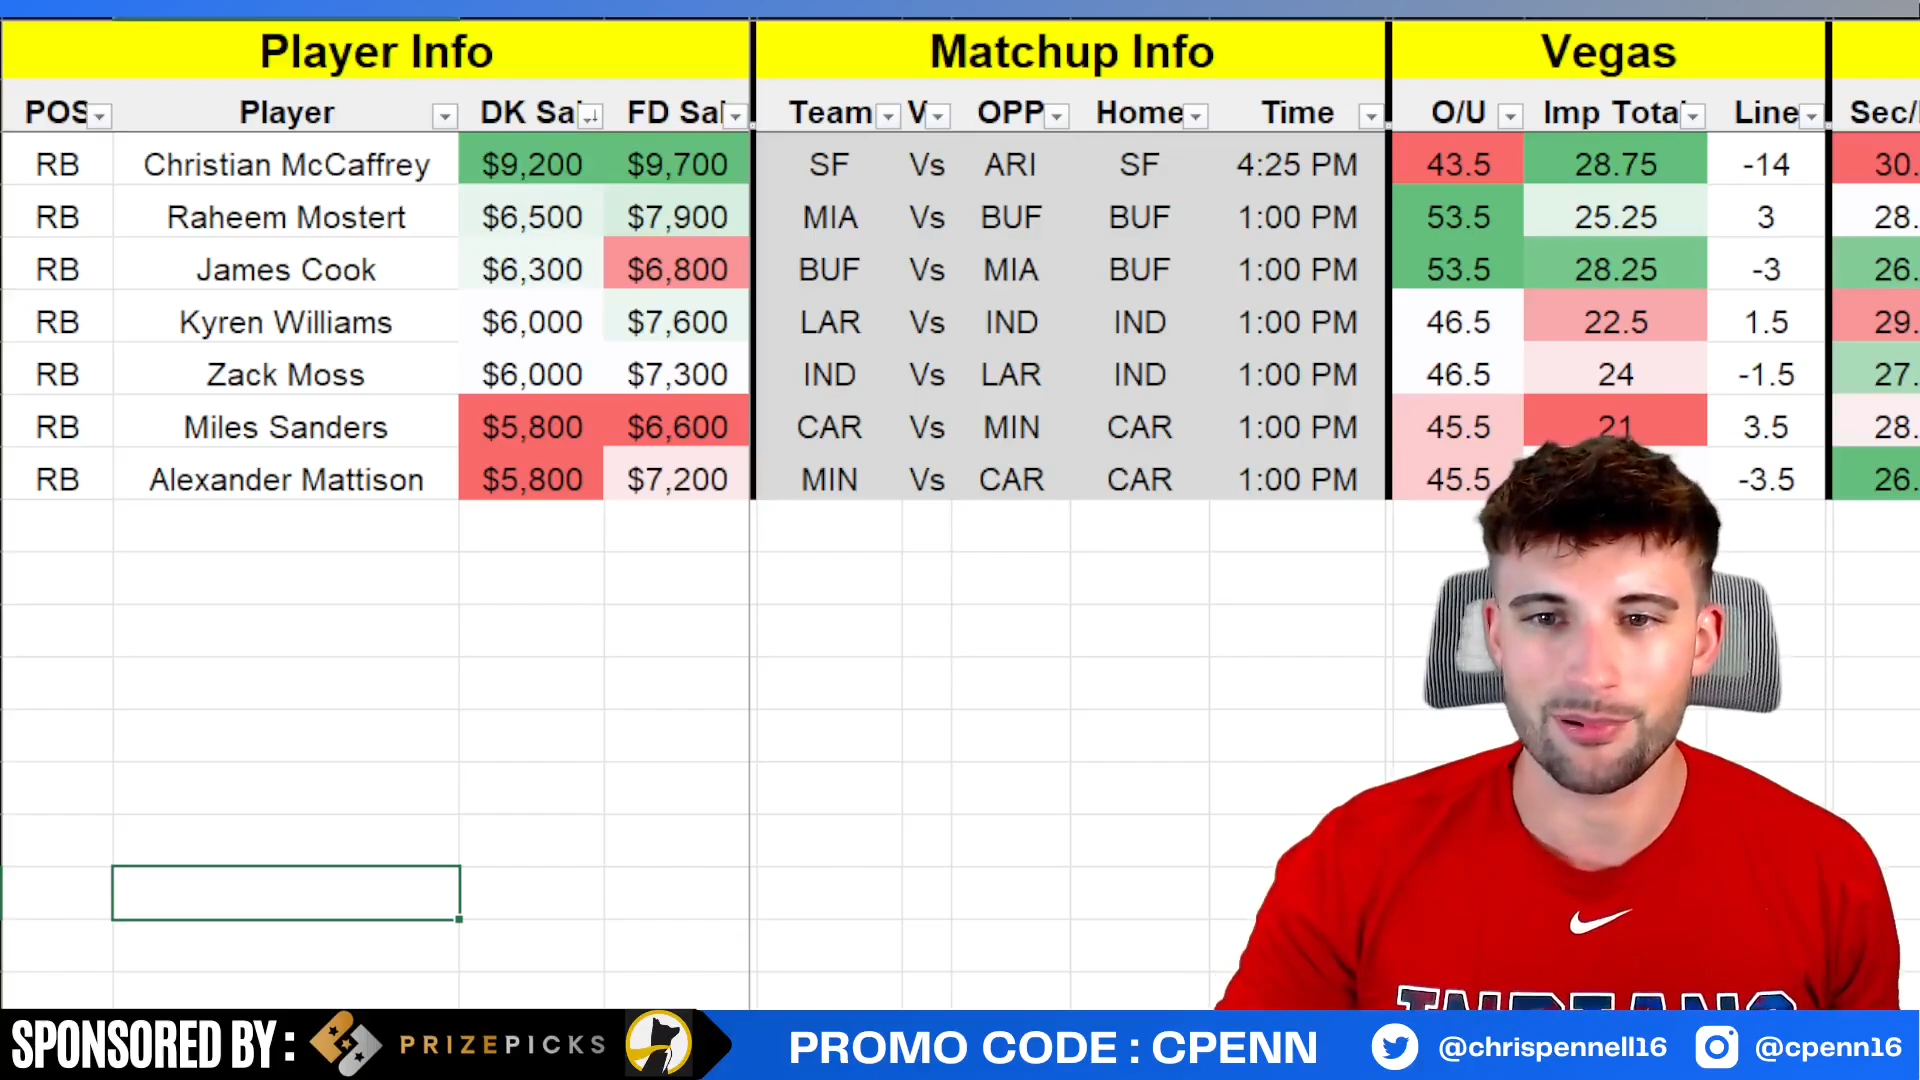 Player Info Matchup Info Vegas
POS Player DK Sal FD Sal Team V OPP Home Time O/U Imp Tota Line Sec/
RB Christian McCaffrey $9,200 $9,700 SF Vs ARI SF 4:25 PM 43.5 28.75 -14 30.
RB Raheem Mostert $6,500 $7,900 MIA Vs BUF BUF 1:00 PM 53.5 25.25 3 28.
RB James Cook $6,300 $6,800 BUF Vs MIA BUF 1:00 PM 53.5 28.25 -3 26.
RB Kyren Williams $6,000 $7,600 LAR Vs IND IND 1:00 PM 46.5 22.5 1.5 29.
RB Zack Moss $6,000 $7,300 IND Vs LAR IND 1:00 PM 46.5 24 -1.5 27.
RB Miles Sanders $5,800 $6,600 CAR Vs MIN CAR 1:00 PM 45.5 21 3.5 28.
RB Alexander Mattison $5,800 $7,200 MIN Vs CAR CAR 1:00 PM 45.5 -3.5 26.
INDIANS
SPONSORED BY : PRIZEPICKS PROMO CODE : CPENN @chrispennell16 @cpenn16